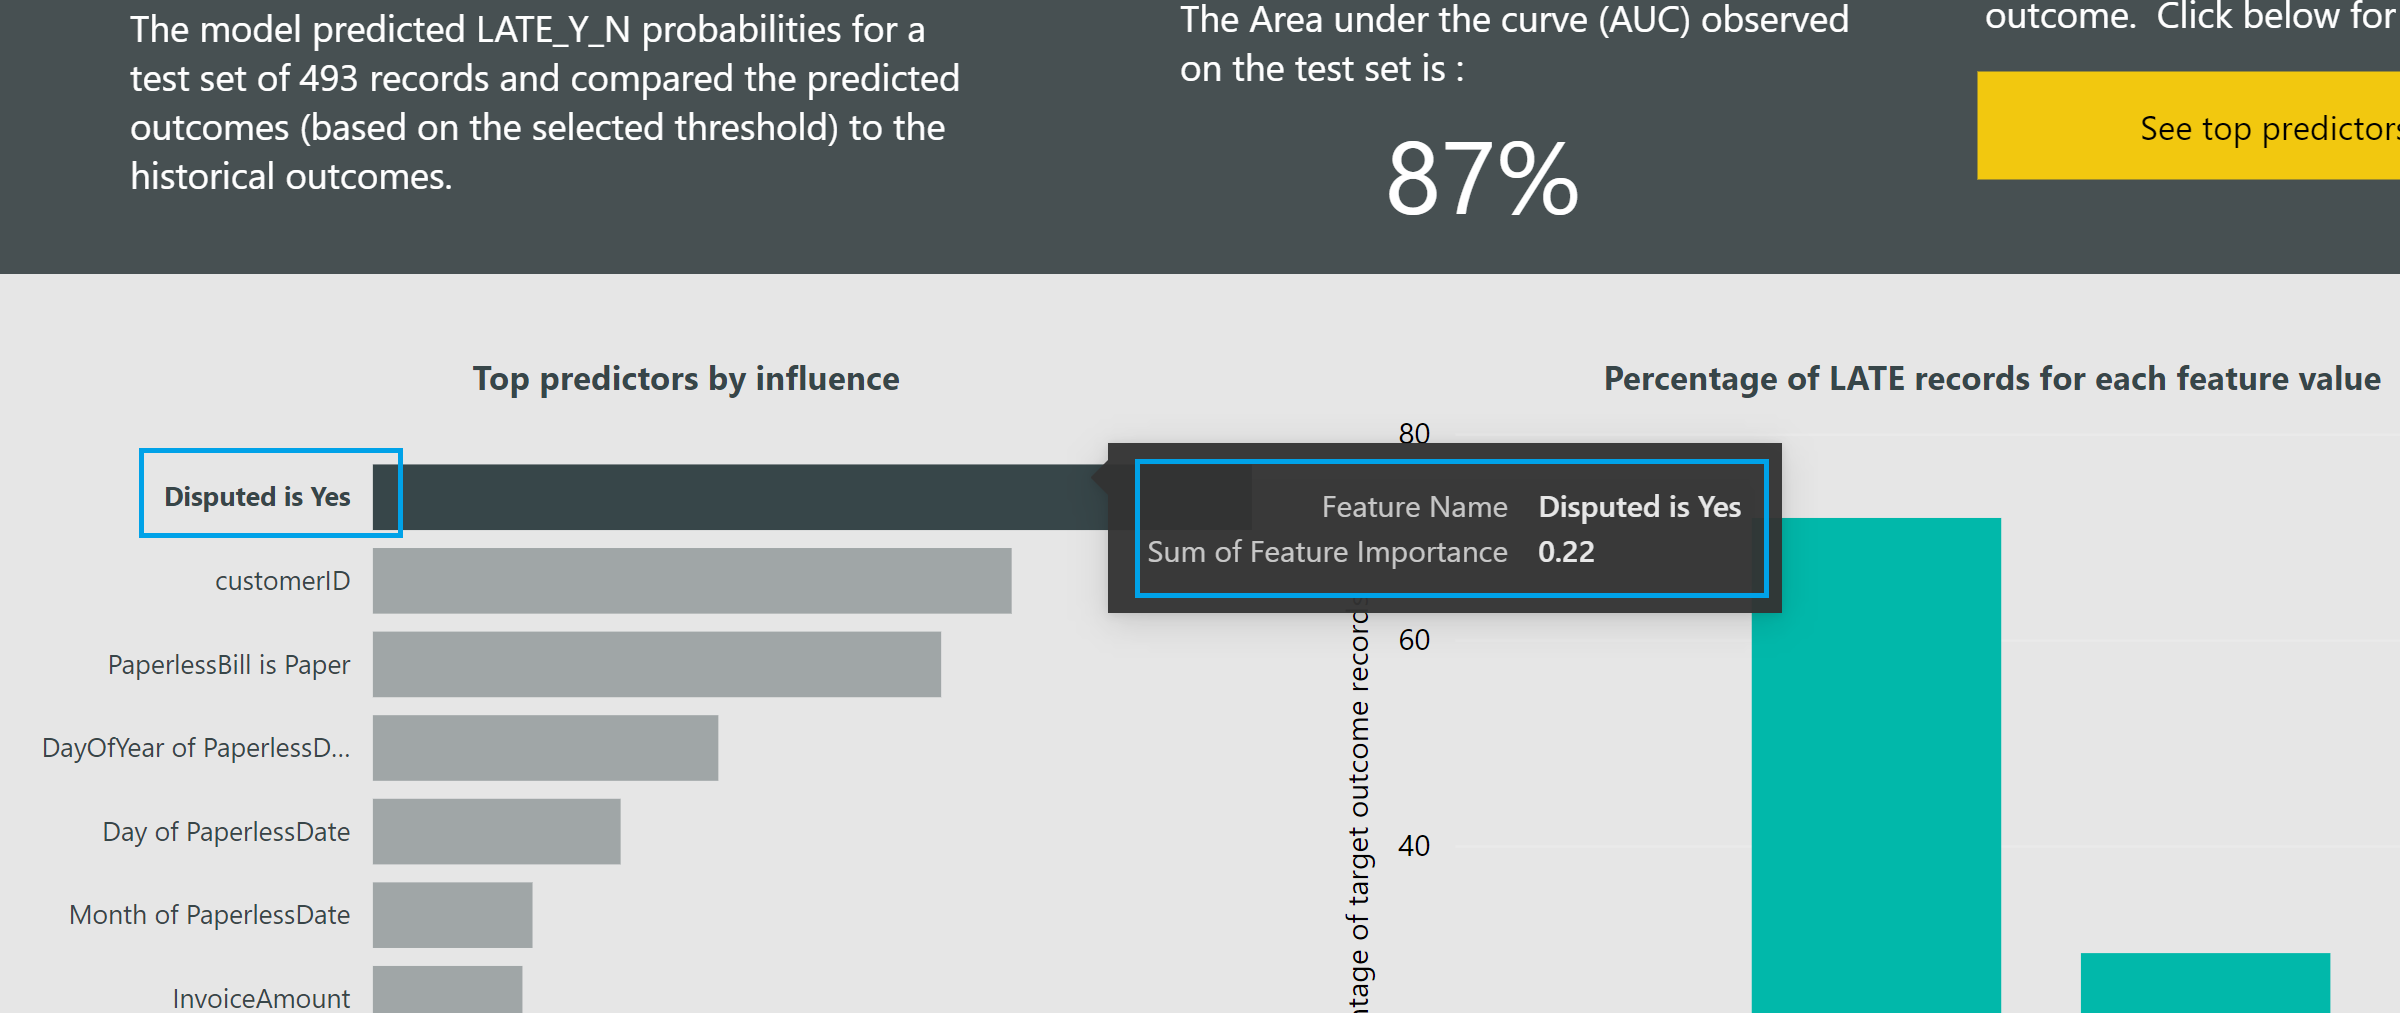 The model predicted LATE_Y_N probabilities for a
test set of 493 records and compared the predicted
outcomes (based on the selected threshold) to the
historical outcomes.
The Area under the curve (AUC) observed
on the test set is :
87%
outcome.  Click below for
See top predictors
Top predictors by influence
Disputed is Yes
customerID
PaperlessBill is Paper
DayOfYear of PaperlessD...
Day of PaperlessDate
Month of PaperlessDate
InvoiceAmount
Feature Name Disputed is Yes
Sum of Feature Importance 0.22
Percentage of LATE records for each feature value
80
60
40
ntage of target outcome records